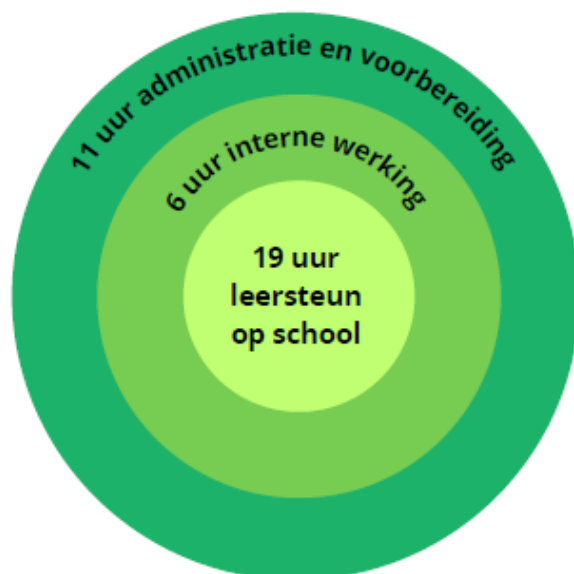 11 uur administratie en voorbereiding
6 uur interne werking
19 uur
leersteun
op school